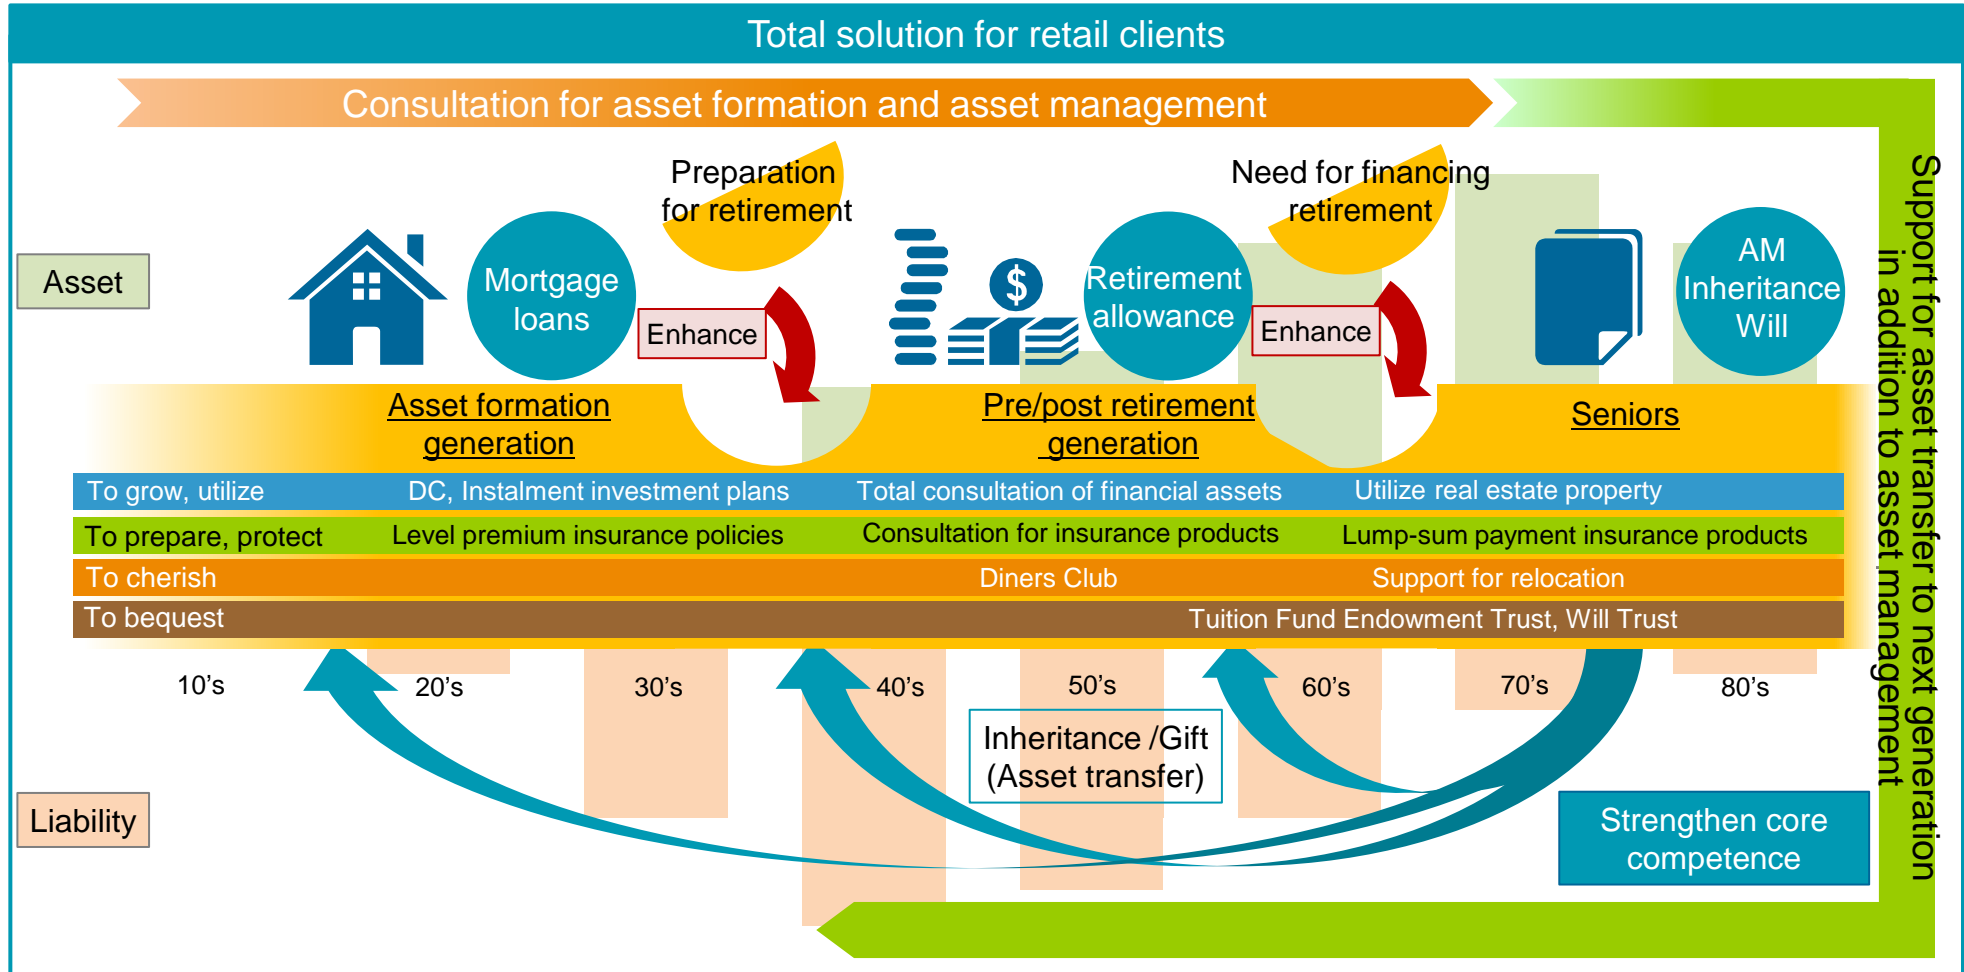 Total solution for retail clients
Consultation for asset formation and asset management
Preparation
for retirement
Need for financing
retirement
Asset
Mortgage
loans
Enhance
$
Retirement
allowance
Enhance
AM
Inheritance
Will
Support for asset transfer to next generation
in addition to asset management
Asset formation
generation
Pre/post retirement
generation
Seniors
To grow, utilize
DC, Instalment investment plans
Total consultation of financial assets
Utilize real estate property
To prepare, protect
Level premium insurance policies
Consultation for insurance products
Lump-sum payment insurance products
To cherish
Diners Club
Support for relocation
To bequest
Tuition Fund Endowment Trust, Will Trust
10’s
20’s
30’s
40’s
50’s
60’s
70’s
80’s
Inheritance /Gift
(Asset transfer)
Liability
Strengthen core
competence